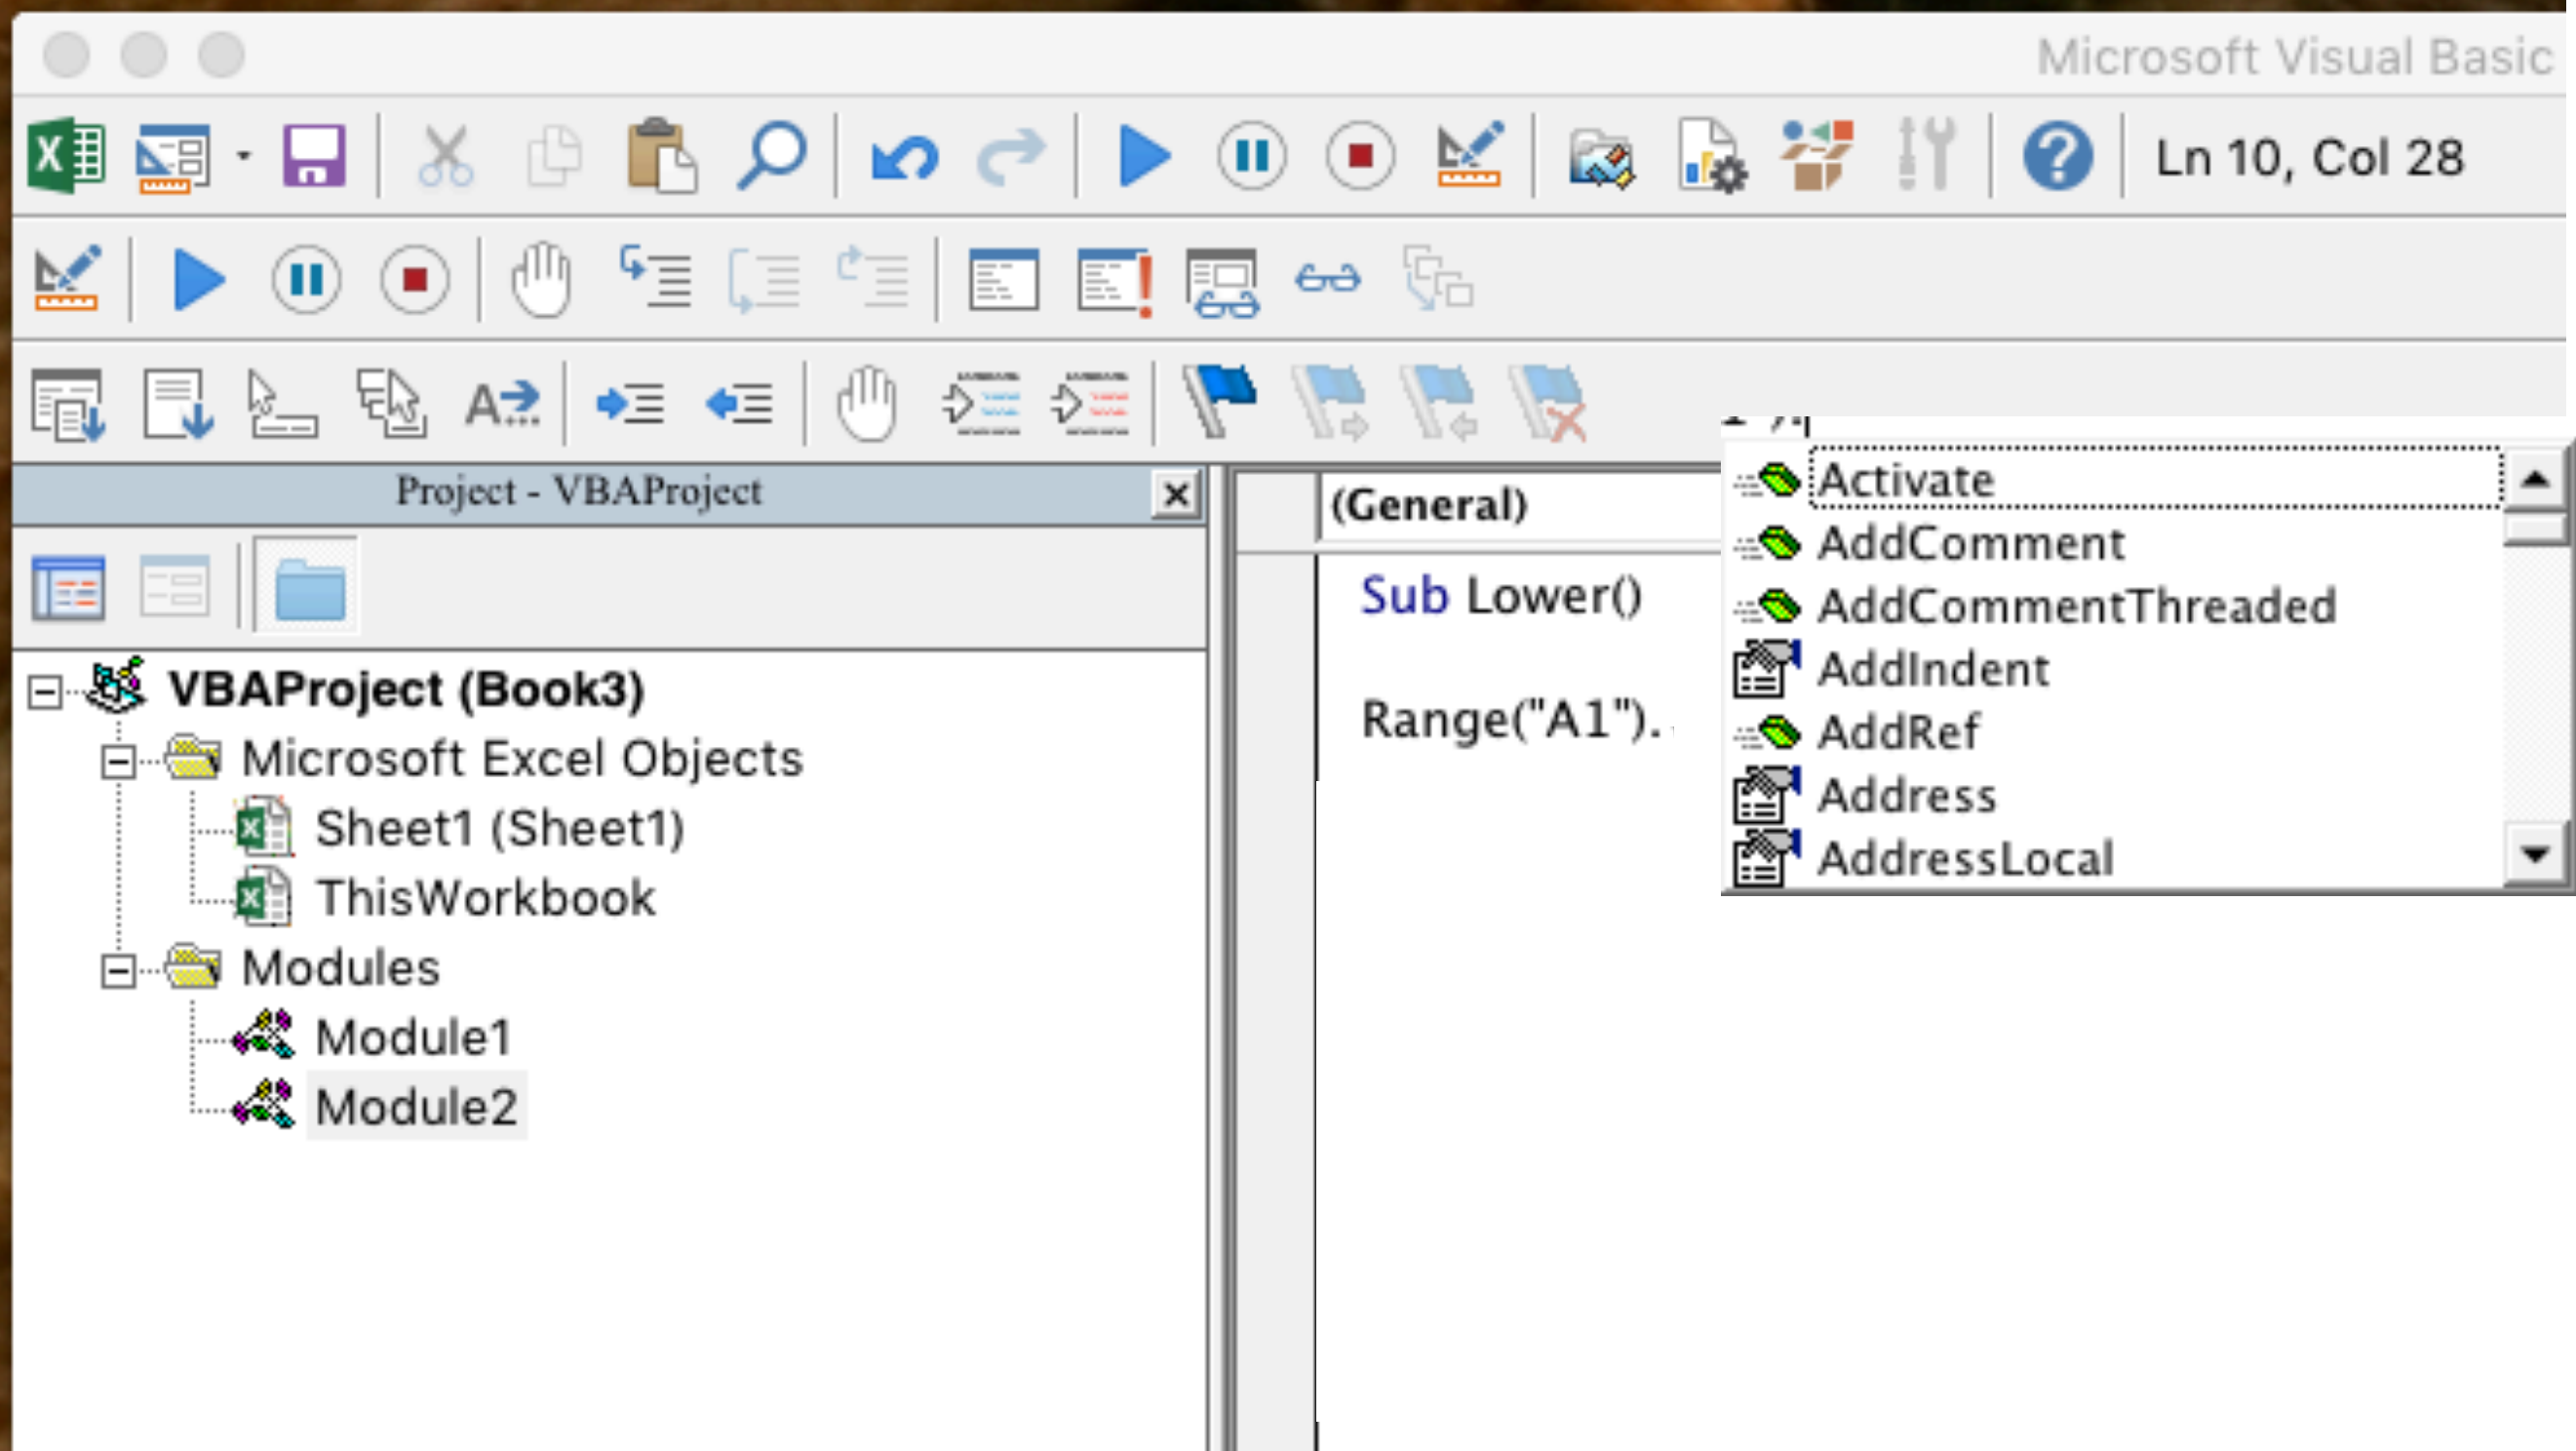 Microsoft Visual Basic
Ln 10, Col 28
Project - VBAProject
(General)
VBAProject (Book3)
Microsoft Excel Objects
Sheet1 (Sheet1)
ThisWorkbook
Modules
Module1
Module2
Sub Lower()
Range("A1").
Activate
AddComment
AddCommentThreaded
AddIndent
AddRef
Address
AddressLocal